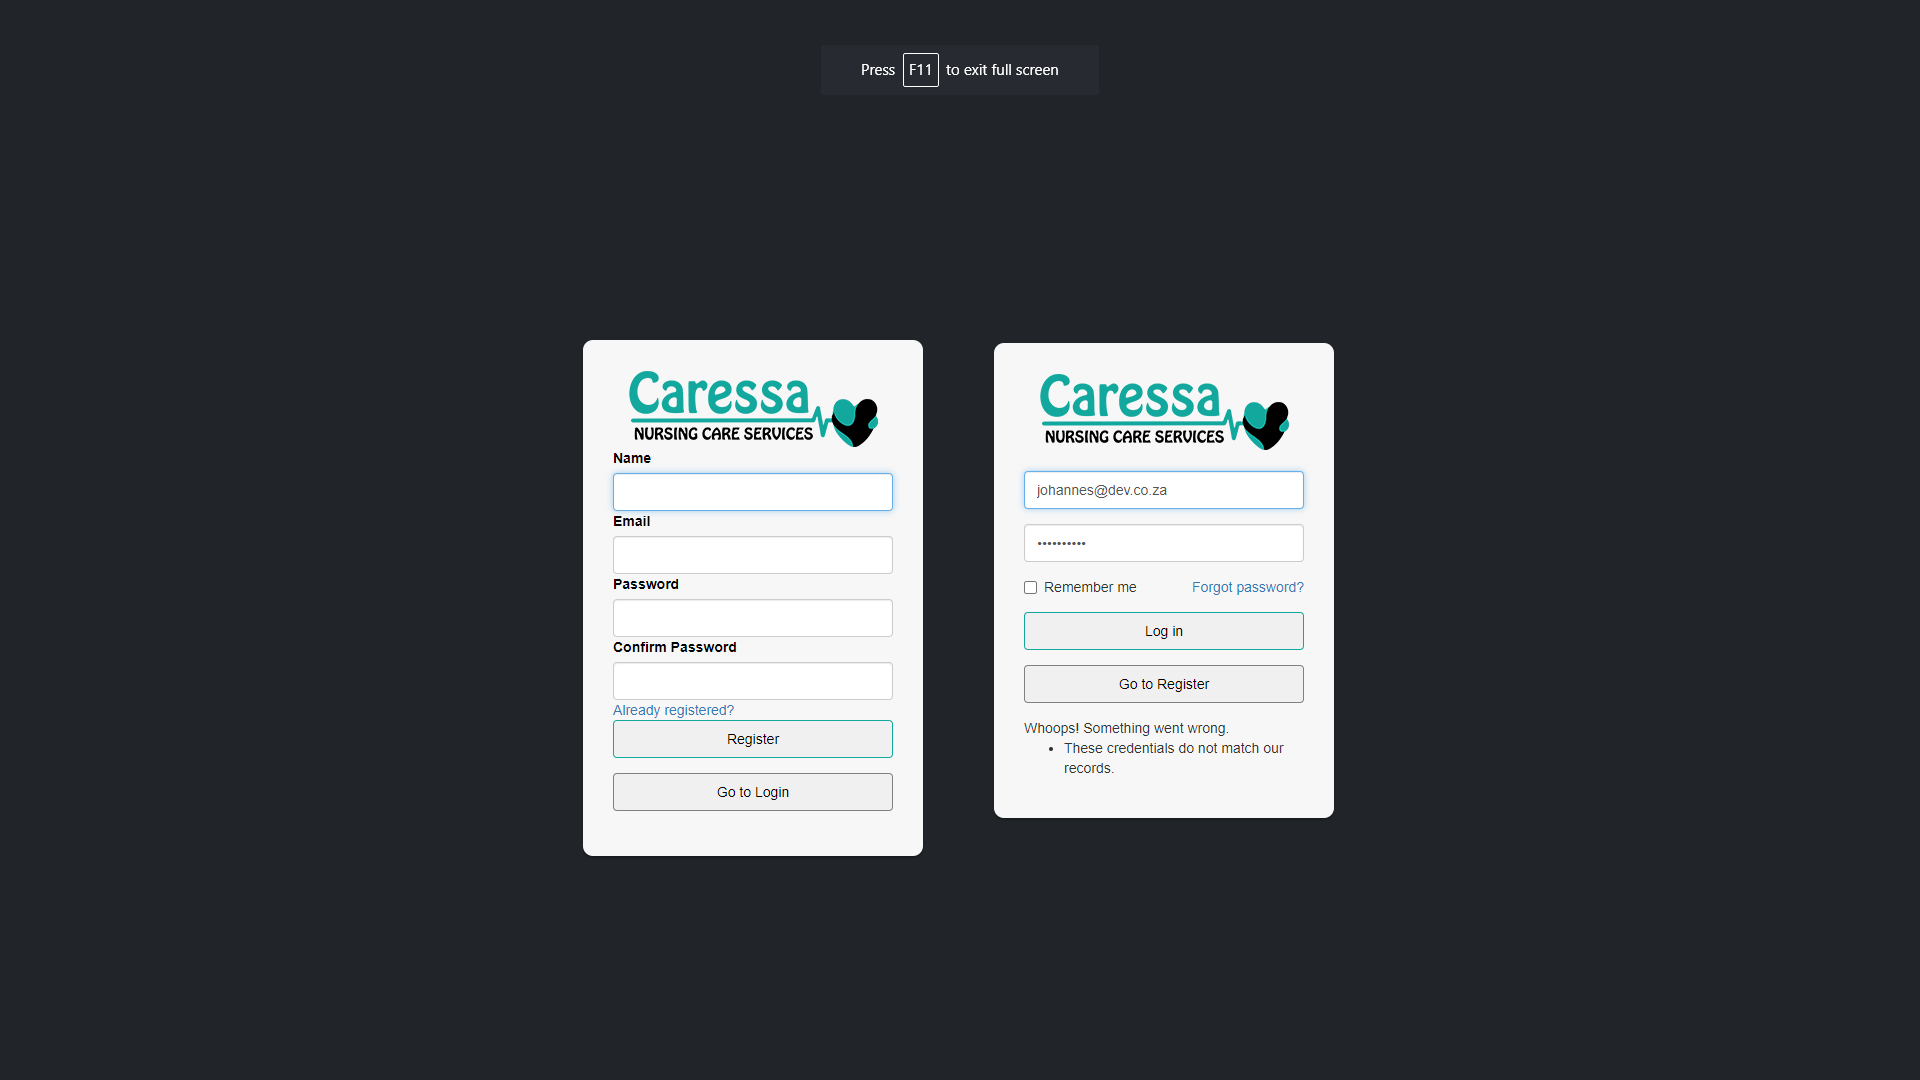 Press F11 to exit full screen
Caressa
NURSING CARE SERVICES
Name
Email
Password
Confirm Password
Already registered?
Register
Go to Login
Caressa
NURSING CARE SERVICES
johannes@dev.co.za
••••••••••
Remember me Forgot password?
Log in
Go to Register
Whoops! Something went wrong.
• These credentials do not match our
records.